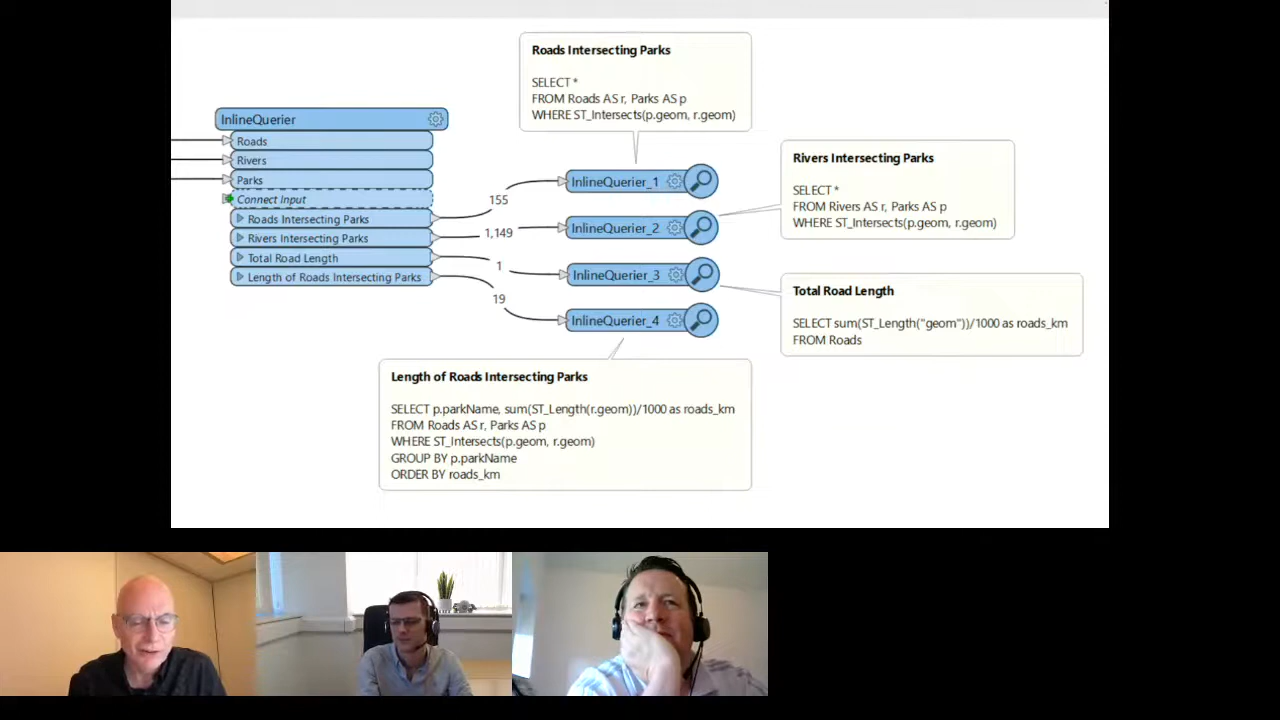 Roads Intersecting Parks
SELECT *
FROM Roads AS r, Parks AS p
WHERE ST_Intersects(p.geom, r.geom)
InlineQuerier
Roads
Rivers
Parks
Connect Input
Roads Intersecting Parks
Rivers Intersecting Parks
Total Road Length
Length of Roads Intersecting Parks
155
1,149
1
19
InlineQuerier_1
InlineQuerier_2
InlineQuerier_3
InlineQuerier_4
Rivers Intersecting Parks
SELECT *
FROM Rivers AS r, Parks AS p
WHERE ST_Intersects(p.geom, r.geom)
Total Road Length
SELECT sum(ST_Length("geom"))/1000 as roads_km
FROM Roads
Length of Roads Intersecting Parks
SELECT p.parkName, sum(ST_Length(r.geom))/1000 as roads_km
FROM Roads AS r, Parks AS p
WHERE ST_Intersects(p.geom, r.geom)
GROUP BY p.parkName
ORDER BY roads_km